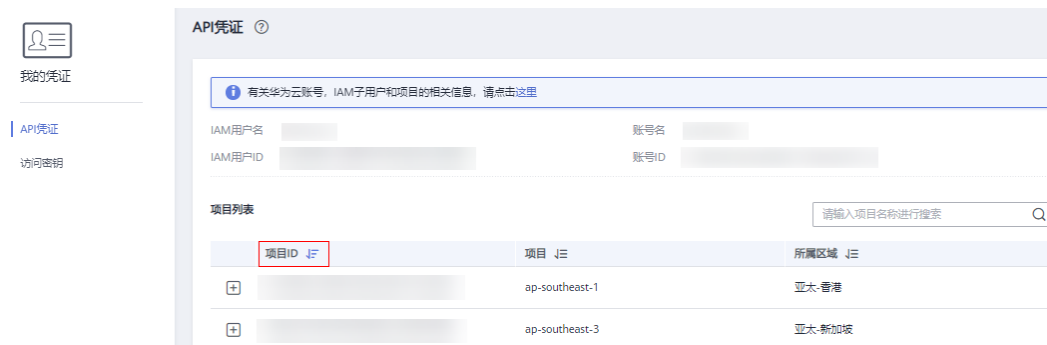 API凭证
我的凭证
有关华为云账号，IAM子用户和项目的相关信息，请点击这里
API凭证
访问密钥
IAM用户名
账号名
IAM用户ID
账号ID
项目列表
请输入项目名称进行搜索
项目ID 项目 所属区域
ap-southeast-1 亚太-香港
ap-southeast-3 亚太-新加坡